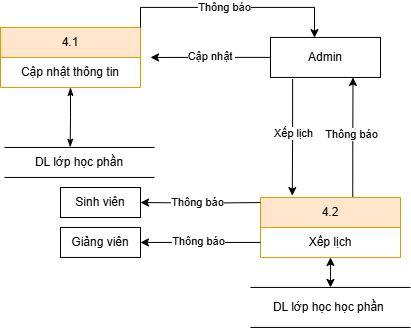 Thông báo
4.1
Cập nhật thông tin
Cập nhật
Admin
Xếp lịch
Thông báo
DL lớp học phần
Sinh viên
Thông báo
4.2
Giảng viên
Thông báo
Xếp lịch
DL lớp học học phần